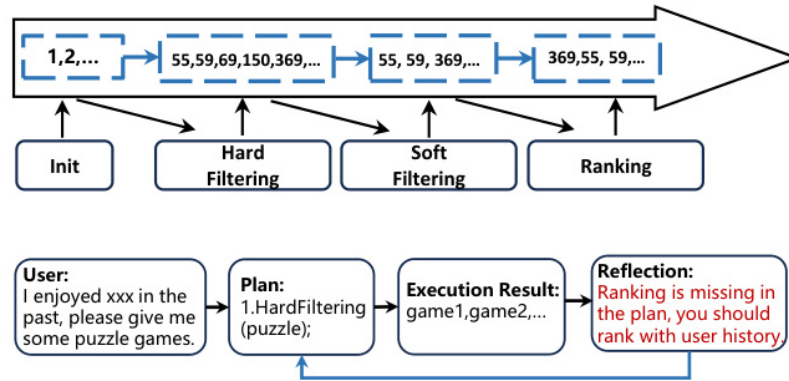 1,2,...
55,59,69,150,369,...
55, 59, 369,...
369,55, 59,...
Init
Hard
Filtering
Soft
Filtering
Ranking
User:
I enjoyed xxx in the
past, please give me
some puzzle games.
Plan:
1.HardFiltering
(puzzle);
Execution Result:
game1,game2,...
Reflection:
Ranking is missing in
the plan, you should
rank with user history.